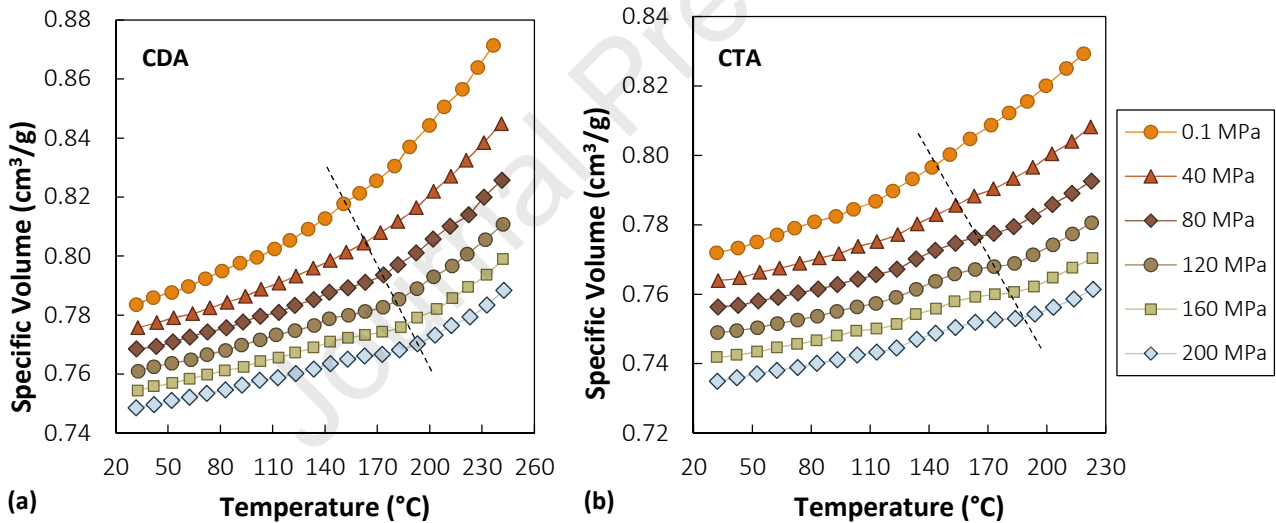 CDA
Specific Volume (cm³/g)
0.88
0.86
0.84
0.82
0.80
0.78
0.76
0.74
20 50 80 110 140 170 200 230 260
Temperature (°C)
(a)
CTA
Specific Volume (cm³/g)
0.84
0.82
0.80
0.78
0.76
0.74
0.72
20 50 80 110 140 170 200 230
Temperature (°C)
(b)
0.1 MPa
40 MPa
80 MPa
120 MPa
160 MPa
200 MPa
Journal Pre